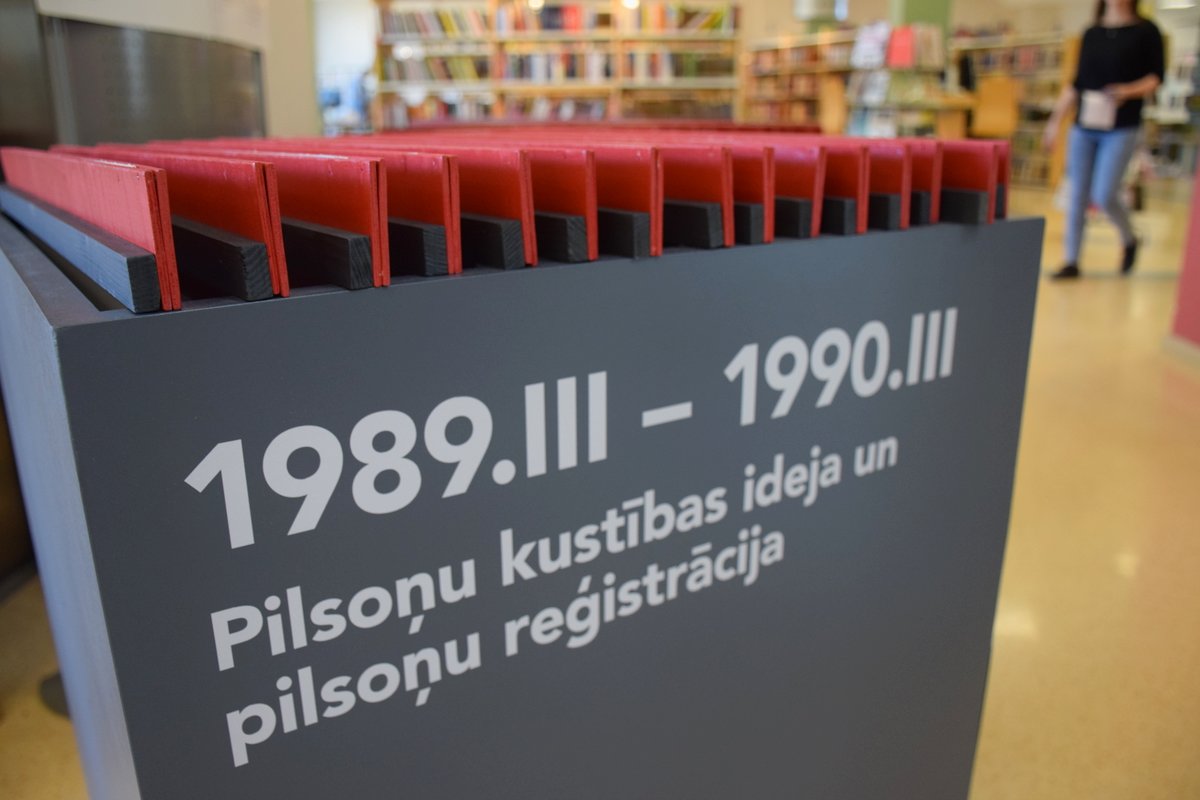 1989.III – 1990.III
Pilsoņu kustības ideja un
pilsoņu reģistrācija